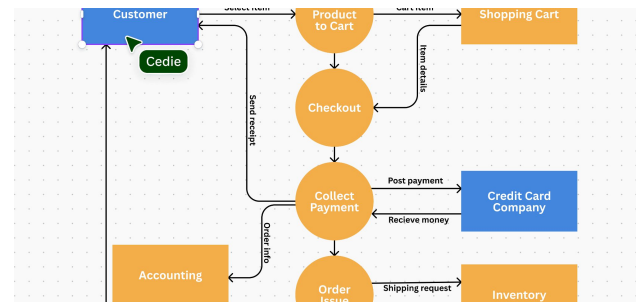 Customer
Select item
Product
to Cart
Cart item
Shopping Cart
Cedie
Item details
Checkout
Send receipt
Collect
Payment
Post payment
Credit Card
Company
Recieve money
Order info
Accounting
Order
Issue
Shipping request
Inventory